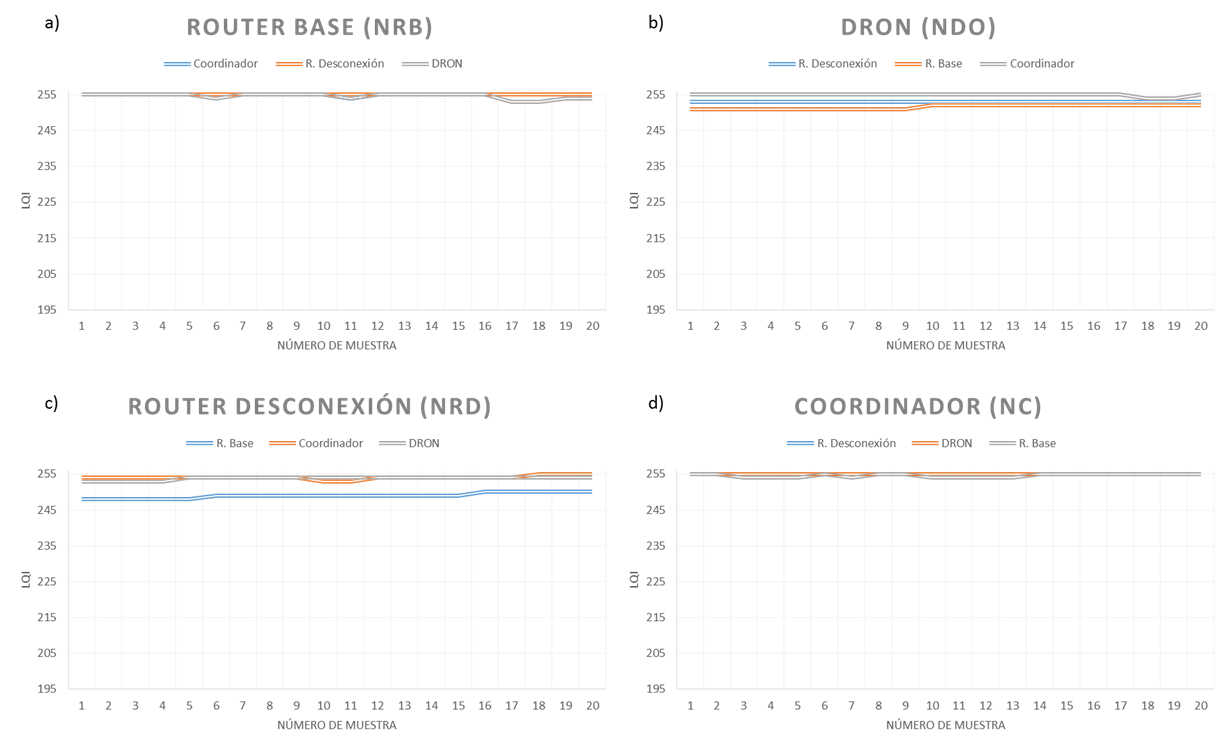 a)
ROUTER BASE (NRB)
Coordinador R. Desconexión DRON
255
245
235
225
215
205
195
LQI
1 2 3 4 5 6 7 8 9 10 11 12 13 14 15 16 17 18 19 20
NÚMERO DE MUESTRA
b)
DRON (NDO)
R. Desconexión R. Base Coordinador
255
245
235
225
215
205
195
LQI
1 2 3 4 5 6 7 8 9 10 11 12 13 14 15 16 17 18 19 20
NÚMERO DE MUESTRA
c)
ROUTER DESCONEXIÓN (NRD)
R. Base Coordinador DRON
255
245
235
225
215
205
195
LQI
1 2 3 4 5 6 7 8 9 10 11 12 13 14 15 16 17 18 19 20
NÚMERO DE MUESTRA
d)
COORDINADOR (NC)
R. Desconexión DRON R. Base
255
245
235
225
215
205
195
LQI
1 2 3 4 5 6 7 8 9 10 11 12 13 14 15 16 17 18 19 20
NÚMERO DE MUESTRA